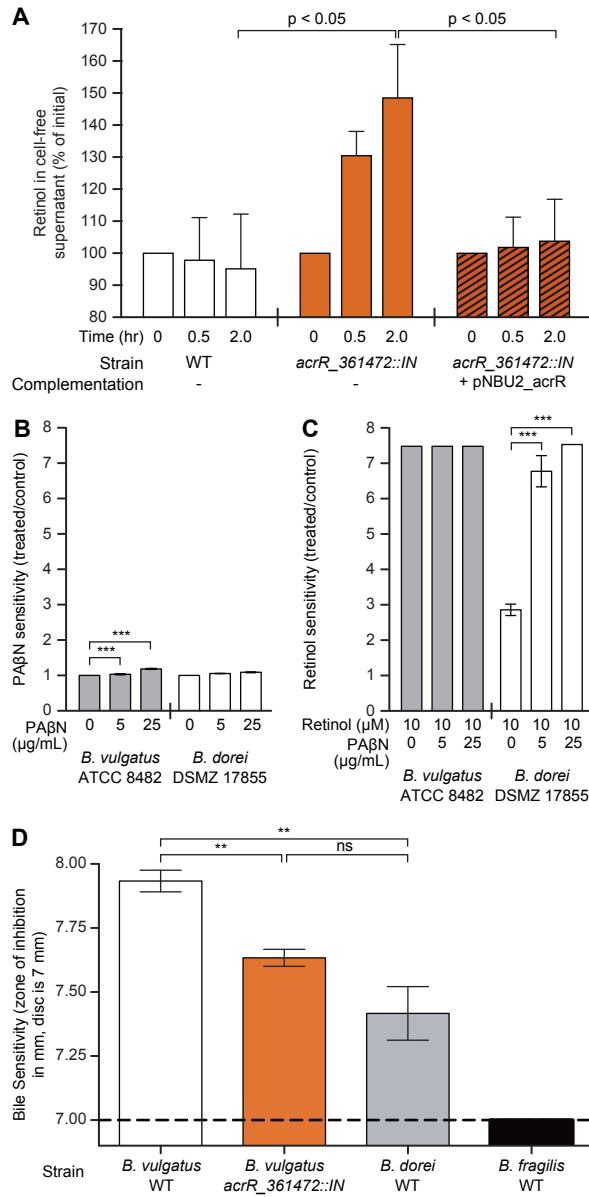 A
p < 0.05
p < 0.05
Retinol in cell-free
supernatant (% of initial)
170
160
150
140
130
120
110
100
90
80
Time (hr) 0 0.5 2.0 0 0.5 2.0 0 0.5 2.0
Strain WT acrR_361472::IN acrR_361472::IN
Complementation - - + pNBU2_acrR
B
PAβN sensitivity (treated/control)
8
7
6
5
4
3
2
1
0
***
***
PAβN 0 5 25 0 5 25
(µg/mL)
B. vulgatus B. dorei
ATCC 8482 DSMZ 17855
C
Retinol sensitivity (treated/control)
8
7
6
5
4
3
2
1
0
***
***
Retinol (µM) 10 10 10 10 10 10
PAβN 0 5 25 0 5 25
(µg/mL)
B. vulgatus B. dorei
ATCC 8482 DSMZ 17855
D
**
** ns
Bile Sensitivity (zone of inhibition
in mm, disc is 7 mm)
8.00
7.75
7.50
7.25
7.00
Strain B. vulgatus B. vulgatus B. dorei B. fragilis
WT acrR_361472::IN WT WT